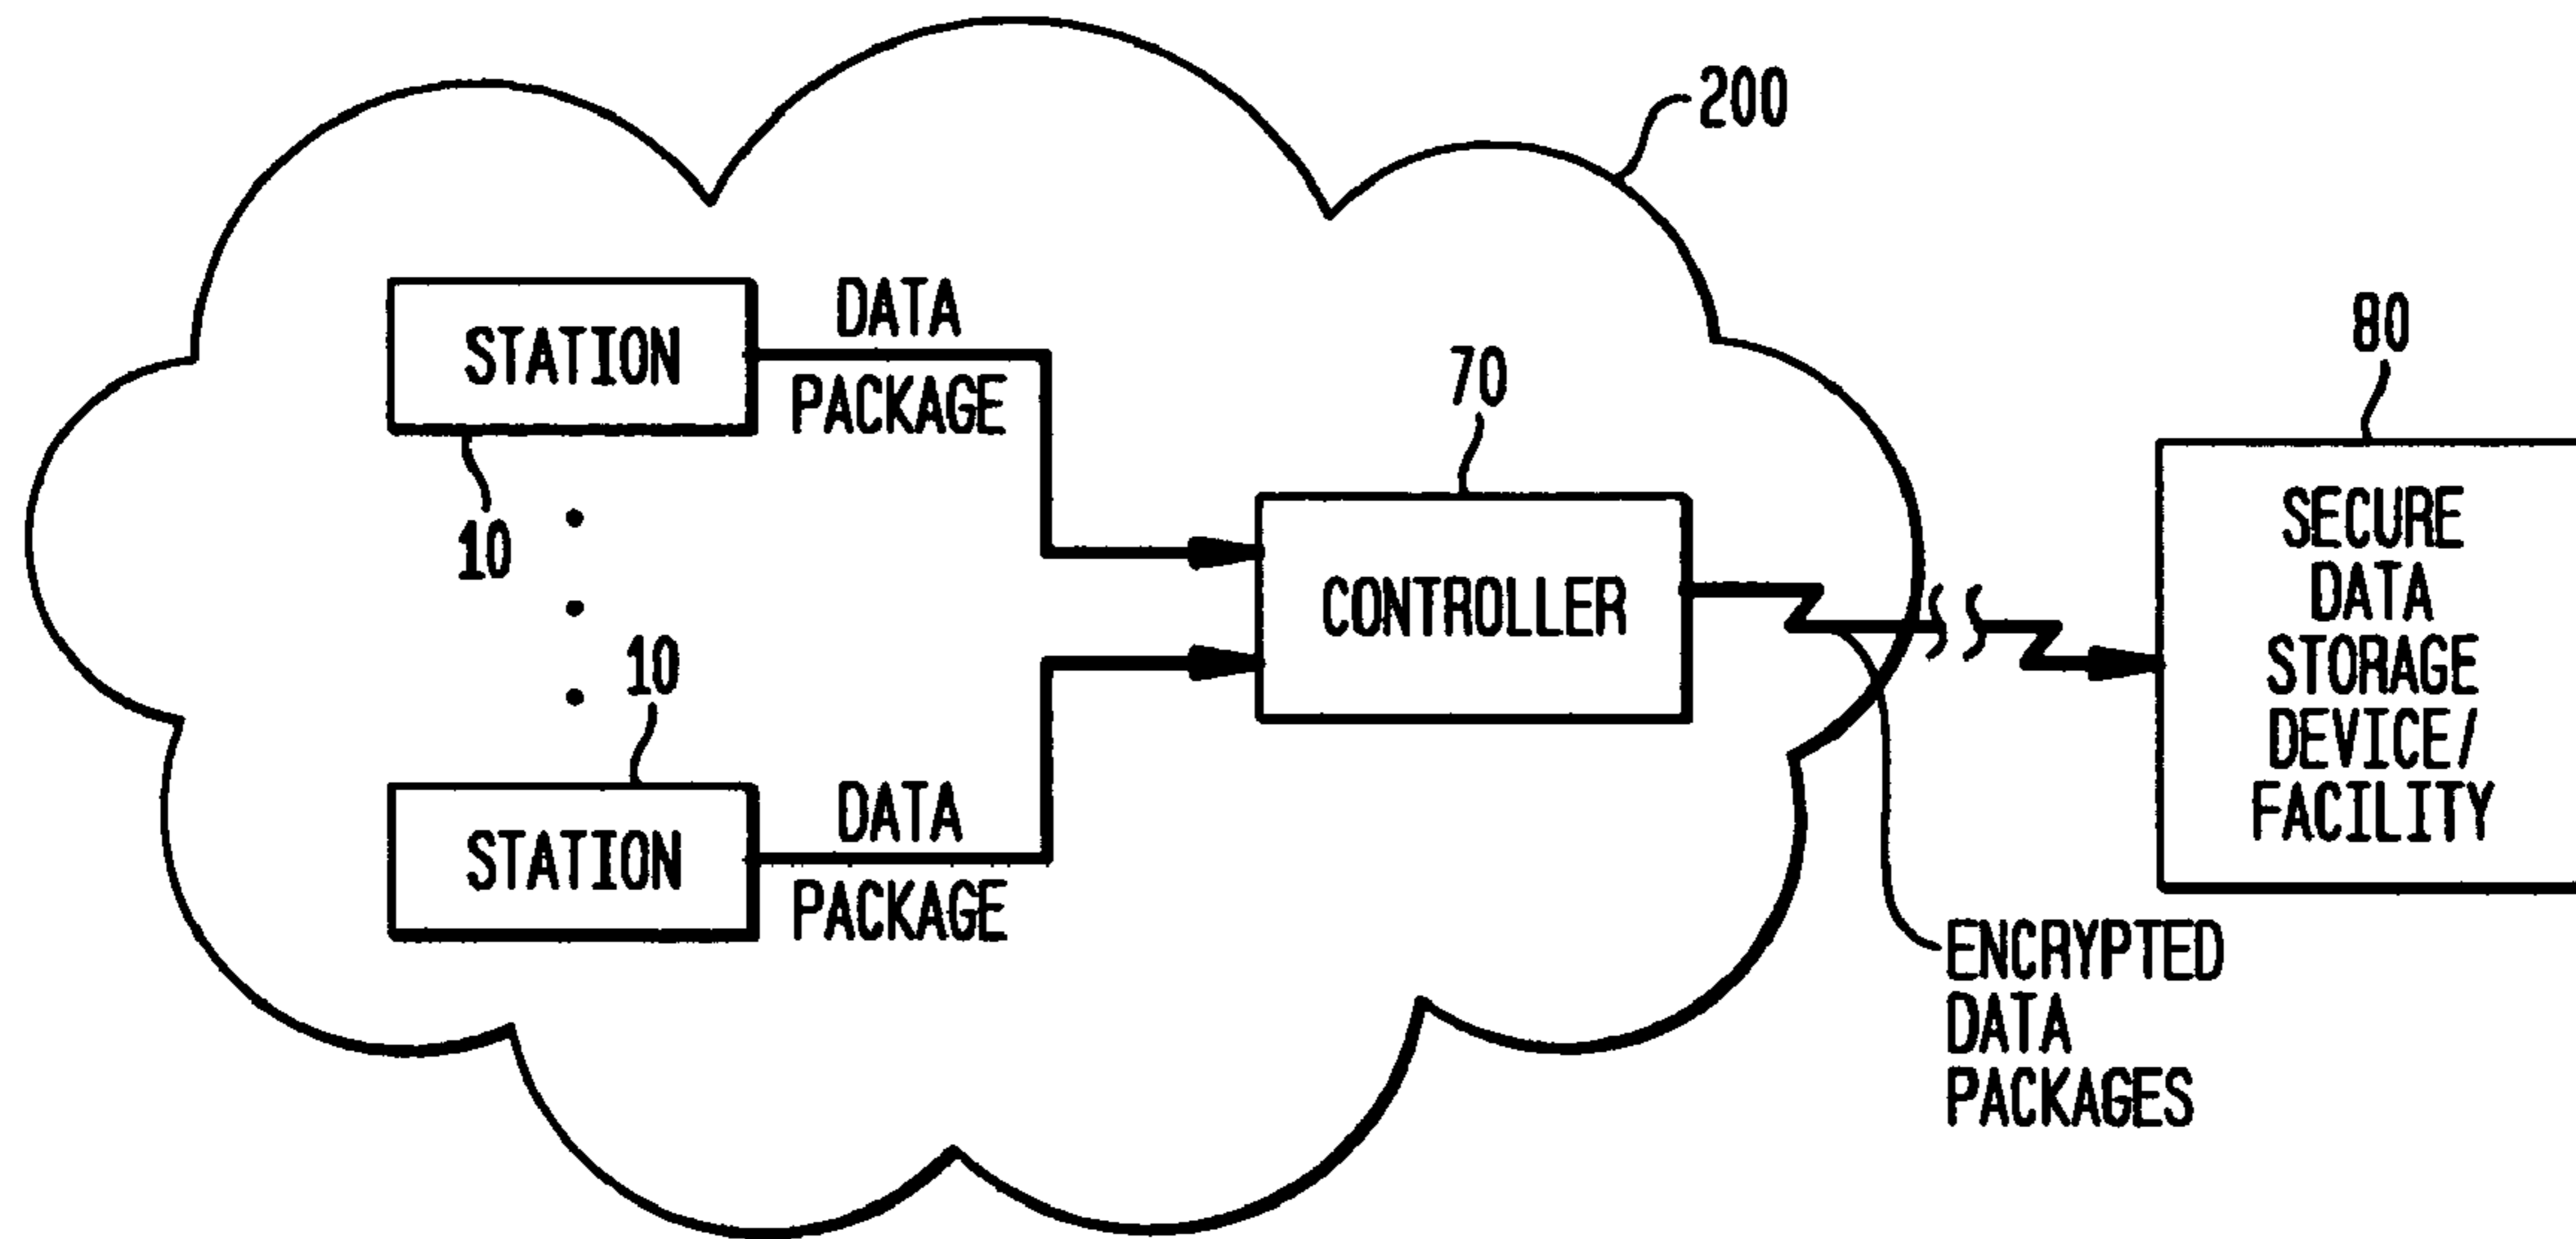 200
STATION
DATA
PACKAGE
10
70
80
CONTROLLER
SECURE
DATA
STORAGE
DEVICE/
FACILITY
10
STATION
DATA
PACKAGE
ENCRYPTED
DATA
PACKAGES